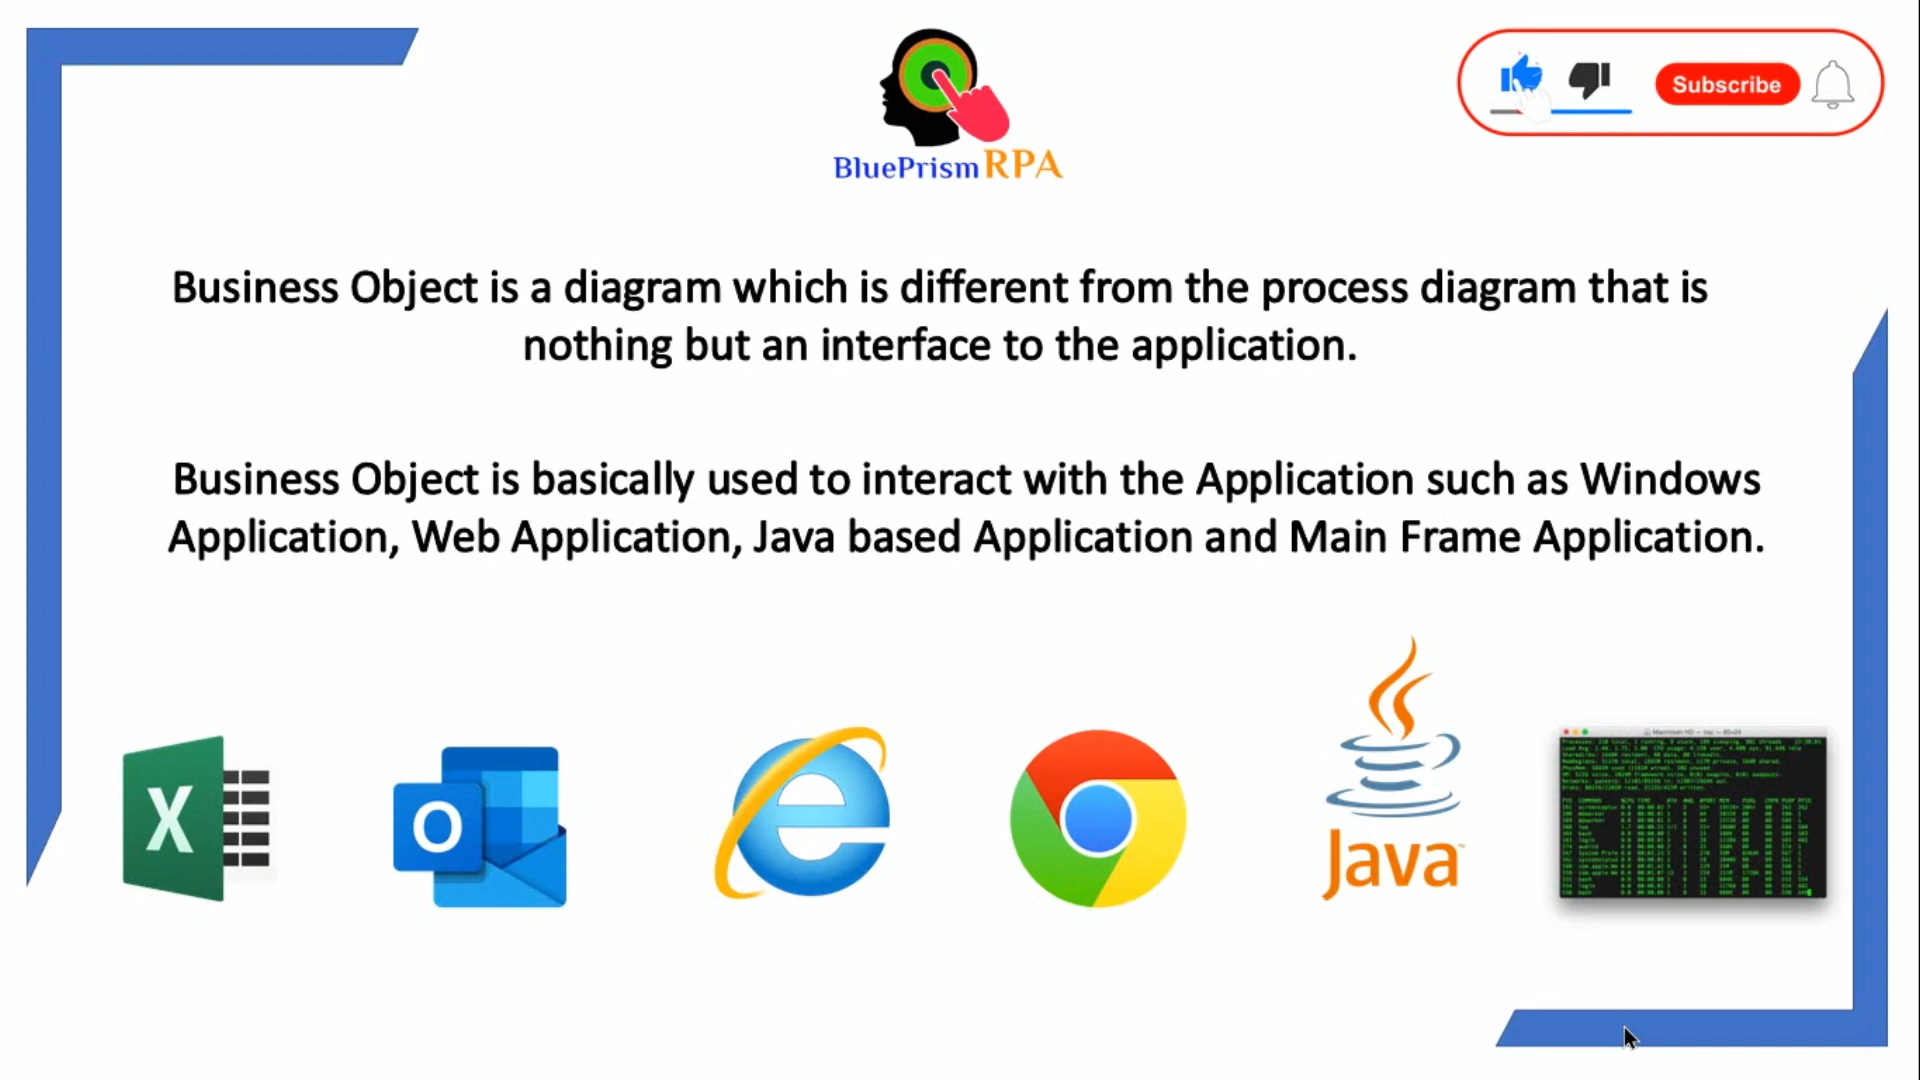 BluePrism RPA
Subscribe
Business Object is a diagram which is different from the process diagram that is
nothing but an interface to the application.
Business Object is basically used to interact with the Application such as Windows
Application, Web Application, Java based Application and Main Frame Application.
X
O
Java